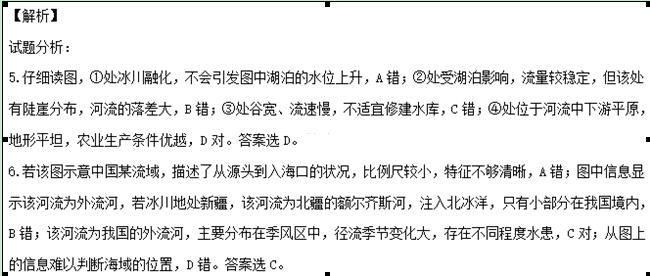 【解析】
试题分析：
5.仔细读图，①处冰川融化，不会引发图中湖泊的水位上升，A 错；②处受湖泊影响，流量较稳定，但该处
有陡崖分布，河流的落差大，B 错；③处谷宽、流速慢，不适宜修建水库，C 错；④处位于河流中下游平原，
地形平坦，农业生产条件优越，D 对。答案选 D。
6.若该图示意中国某流域，描述了从源头到入海口的状况，比例尺较小，特征不够清晰，A 错；图中信息显
示该河流为外流河，若冰川地处新疆，该河流为北疆的额尔齐斯河，注入北冰洋，只有小部分在我国境内，
B 错；该河流为我国的外流河，主要分布在季风区中，径流季节变化大，存在不同程度水患，C 对；从图上
的信息难以判断海域的位置，D 错。答案选 C。